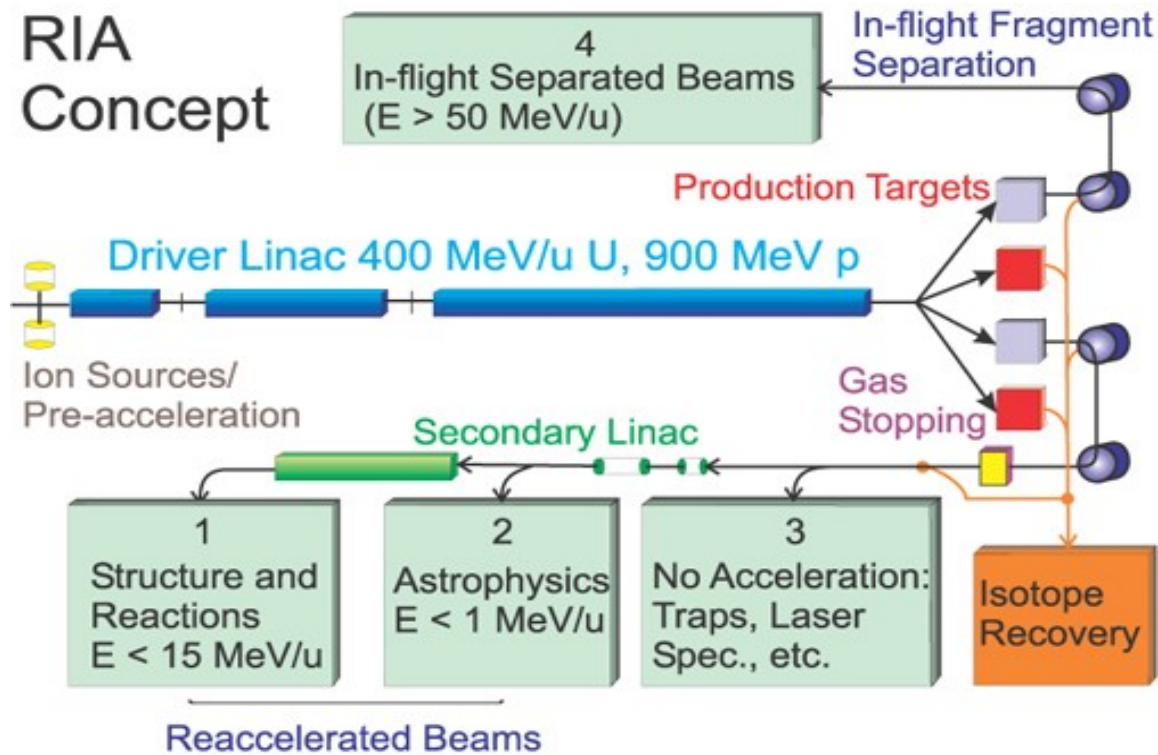 RIA
Concept
4
In-flight Separated Beams
(E > 50 MeV/u)
In-flight Fragment
Separation
Production Targets
Driver Linac 400 MeV/u U, 900 MeV p
Ion Sources/
Pre-acceleration
Gas
Stopping
Secondary Linac
1
Structure and
Reactions
E < 15 MeV/u
2
Astrophysics
E < 1 MeV/u
3
No Acceleration:
Traps, Laser
Spec., etc.
Isotope
Recovery
Reaccelerated Beams